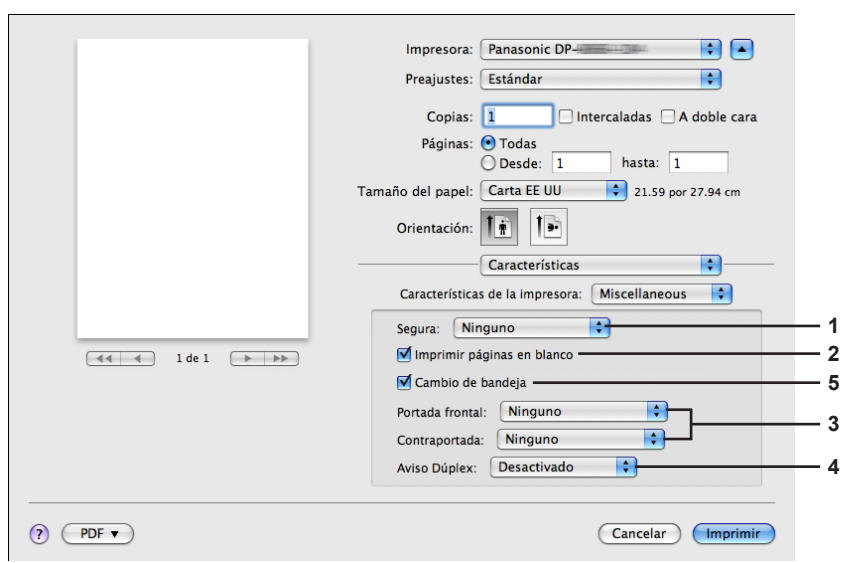 Impresora: Panasonic DP-
Preajustes: Estándar
Copias: 1 Intercaladas A doble cara
Páginas: Todas
Desde: 1 hasta: 1
Tamaño del papel: Carta EE UU 21.59 por 27.94 cm
Orientación:
Características
Características de la impresora: Miscellaneous
Segura: Ninguno 1
Imprimir páginas en blanco 2
Cambio de bandeja 5
Portada frontal: Ninguno
3
Contraportada: Ninguno
Aviso Dúplex: Desactivado 4
1 de 1
? PDF ▼ Cancelar Imprimir